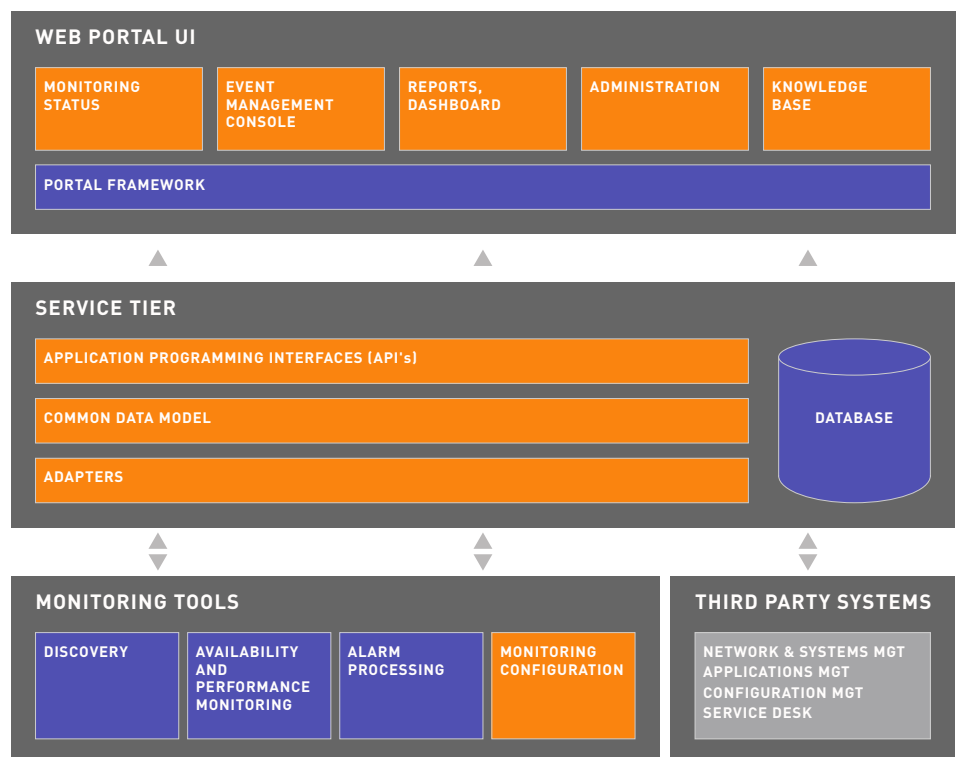 WEB PORTAL UI
MONITORING
STATUS
EVENT
MANAGEMENT
CONSOLE
REPORTS,
DASHBOARD
ADMINISTRATION
KNOWLEDGE
BASE
PORTAL FRAMEWORK
SERVICE TIER
APPLICATION PROGRAMMING INTERFACES (API's)
COMMON DATA MODEL
ADAPTERS
DATABASE
MONITORING TOOLS
DISCOVERY
AVAILABILITY
AND
PERFORMANCE
MONITORING
ALARM
PROCESSING
MONITORING
CONFIGURATION
THIRD PARTY SYSTEMS
NETWORK & SYSTEMS MGT
APPLICATIONS MGT
CONFIGURATION MGT
SERVICE DESK